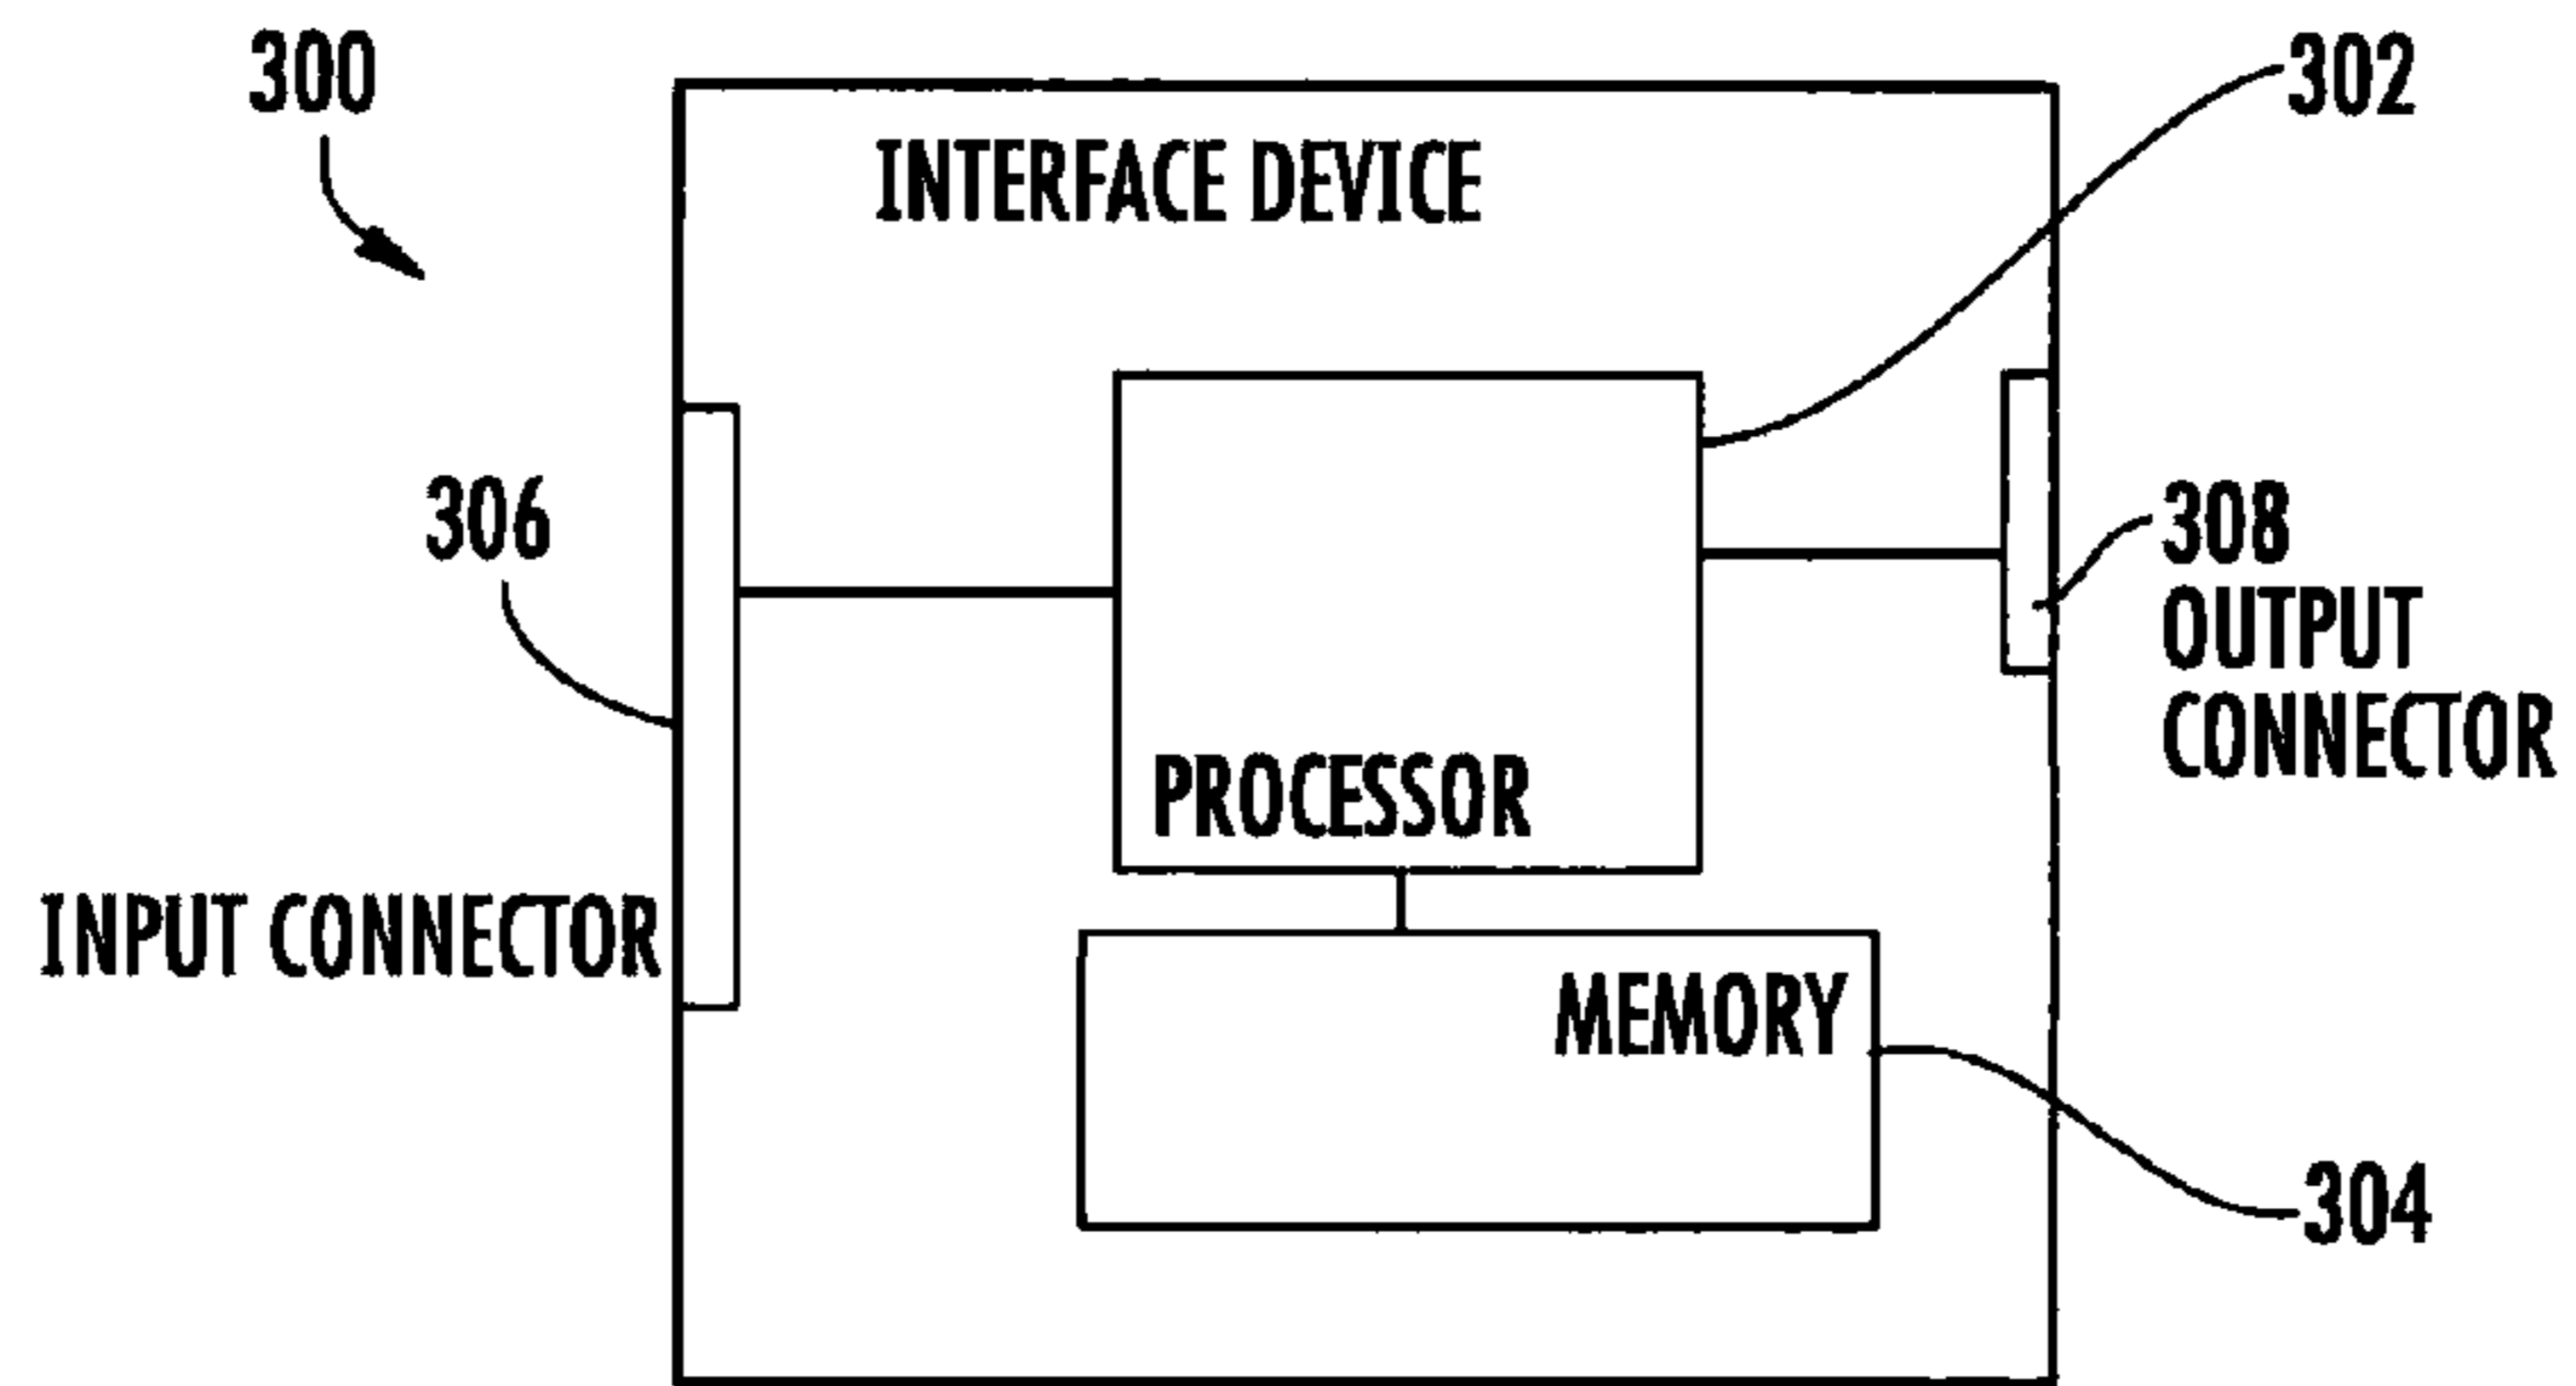 300
302
INTERFACE DEVICE
306
308
OUTPUT
CONNECTOR
PROCESSOR
INPUT CONNECTOR
MEMORY
304